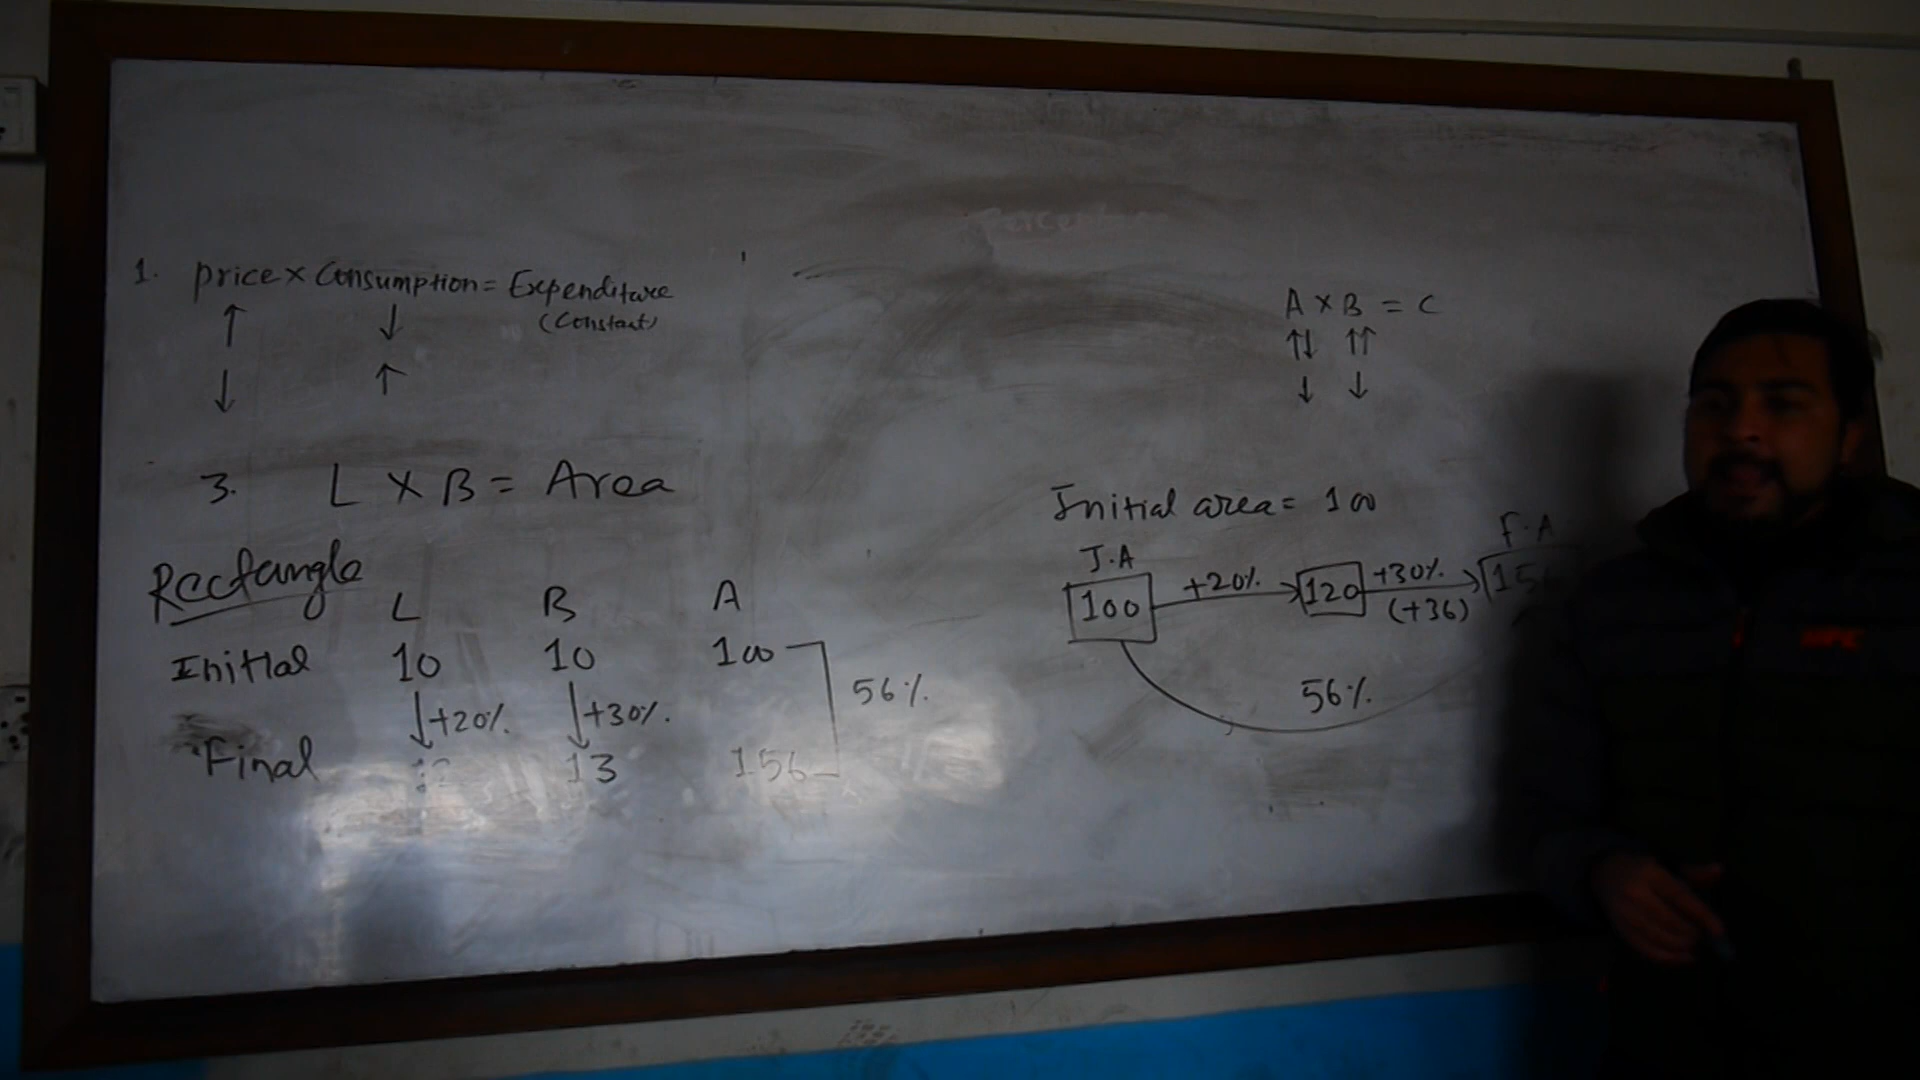 1. Price × Consumption = Expenditure
(Constant)
↑ ↓
↓ ↑
A × B = C
↑↓ ↑↑
↓ ↓
3. L × B = Area
Rectangle
L B A
Initial 10 10 100
↓+20% ↓+30% 56%
Final 13 156
Initial area = 100
I.A F.A
100 +20% 120 +30%
(+36)
56%